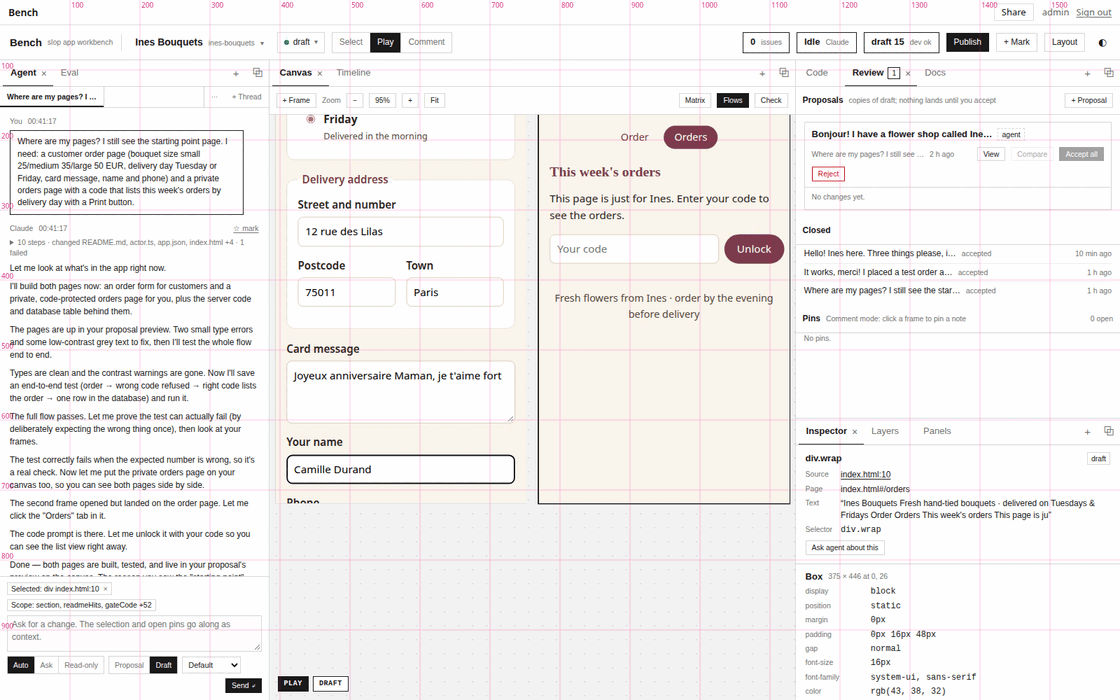 Bench
Share
admin
Sign out
Bench slop app workbench
Ines Bouquets ines-bouquets ▾
draft ▾
Select Play Comment
0 issues
Idle Claude
draft 15 dev ok
Publish
+ Mark
Layout
100 200 300 400 500 600 700 800 900 1000 1100 1200 1300 1400 1500
100
200
300
400
500
600
700
800
900
Agent × Eval +
Where are my pages? I … ··· + Thread
You 00:41:17
Where are my pages? I still see the starting point page. I
need: a customer order page (bouquet size small
25/medium 35/large 50 EUR, delivery day Tuesday or
Friday, card message, name and phone) and a private
orders page with a code that lists this week's orders by
delivery day with a Print button.
Claude 00:41:17 ☆ mark
▶ 10 steps · changed README.md, actor.ts, app.json, index.html +4 · 1
failed
Let me look at what's in the app right now.
I'll build both pages now: an order form for customers and a
private, code-protected orders page for you, plus the server code
and database table behind them.
The pages are up in your proposal preview. Two small type errors
and some low-contrast grey text to fix, then I'll test the whole flow
end to end.
Types are clean and the contrast warnings are gone. Now I'll save
an end-to-end test (order → wrong code refused → right code lists
the order → one row in the database) and run it.
The full flow passes. Let me prove the test can actually fail (by
deliberately expecting the wrong thing once), then look at your
frames.
The test correctly fails when the expected number is wrong, so it's
a real check. Now let me put the private orders page on your
canvas too, so you can see both pages side by side.
The second frame opened but landed on the order page. Let me
click the "Orders" tab in it.
The code prompt is there. Let me unlock it with your code so you
can see the list view right away.
Done — both pages are built, tested, and live in your proposal's
Selected: div index.html:10 ×
Scope: section, readmeHits, gateCode +52
Ask for a change. The selection and open pins go along as
context.
Auto Ask Read-only Proposal Draft Default
Send
Canvas × Timeline +
+ Frame Zoom − 95% + Fit Matrix Flows Check
Friday
Delivered in the morning
Delivery address
Street and number
12 rue des Lilas
Postcode Town
75011 Paris
Card message
Joyeux anniversaire Maman, je t'aime fort
Your name
Camille Durand
Phone
Order Orders
This week's orders
This page is just for Ines. Enter your code to
see the orders.
Your code Unlock
Fresh flowers from Ines · order by the evening
before delivery
PLAY DRAFT
Code Review 1 × Docs +
Proposals copies of draft; nothing lands until you accept + Proposal
Bonjour! I have a flower shop called Ine… agent
Where are my pages? I still see … 2 h ago View Compare Accept all
Reject
No changes yet.
Closed
Hello! Ines here. Three things please, i… accepted 10 min ago
It works, merci! I placed a test order a… accepted 1 h ago
Where are my pages? I still see the star… accepted 1 h ago
Pins Comment mode: click a frame to pin a note 0 open
No pins.
Inspector × Layers Panels +
div.wrap draft
Source index.html:10
Page index.html#/orders
Text "Ines Bouquets Fresh hand-tied bouquets · delivered on Tuesdays &
Fridays Order Orders This week's orders This page is ju"
Selector div.wrap
Ask agent about this
Box 375 × 446 at 0, 26
display block
position static
margin 0px
padding 0px 16px 48px
gap normal
font-size 16px
font-family system-ui, sans-serif
color rgb(43, 38, 32)